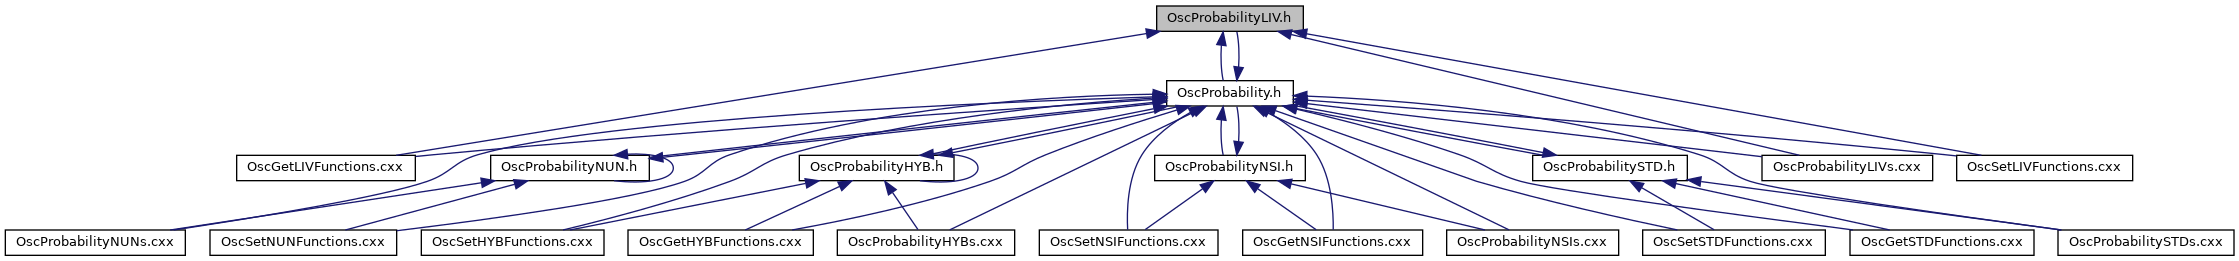 OscProbabilityLIV.h
OscProbability.h
OscGetLIVFunctions.cxx
OscProbabilityNUN.h
OscProbabilityHYB.h
OscProbabilityNSI.h
OscProbabilitySTD.h
OscProbabilityLIVs.cxx
OscSetLIVFunctions.cxx
OscProbabilityNUNs.cxx
OscSetNUNFunctions.cxx
OscSetHYBFunctions.cxx
OscGetHYBFunctions.cxx
OscProbabilityHYBs.cxx
OscSetNSIFunctions.cxx
OscGetNSIFunctions.cxx
OscProbabilityNSIs.cxx
OscSetSTDFunctions.cxx
OscGetSTDFunctions.cxx
OscProbabilitySTDs.cxx